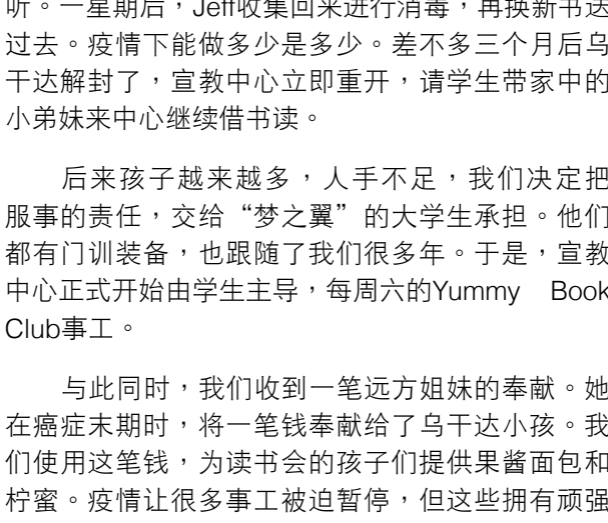 听。一星期后，Jeff收集回来进行消毒，再换新书送
过去。疫情下能做多少是多少。差不多三个月后乌
干达解封了，宣教中心立即重开，请学生带家中的
小弟妹来中心继续借书读。
后来孩子越来越多，人手不足，我们决定把
服事的责任，交给“梦之翼”的大学生承担。他们
都有门训装备，也跟随了我们很多年。于是，宣教
中心正式开始由学生主导，每周六的Yummy Book
Club事工。
与此同时，我们收到一笔远方姐妹的奉献。她
在癌症末期时，将一笔钱奉献给了乌干达小孩。我
们使用这笔钱，为读书会的孩子们提供果酱面包和
柠蜜。疫情让很多事工被迫暂停，但这些拥有顽强